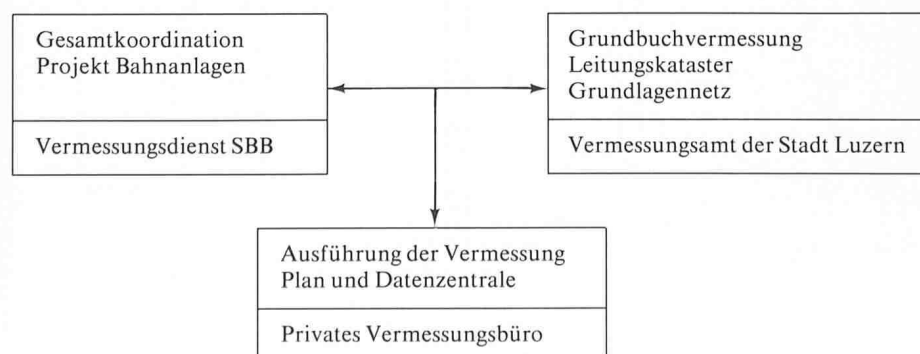 Gesamtkoordination
Projekt Bahnanlagen
Vermessungsdienst SBB
Grundbuchvermessung
Leitungskataster
Grundlagennetz
Vermessungsamt der Stadt Luzern
Ausführung der Vermessung
Plan und Datenzentrale
Privates Vermessungsbüro